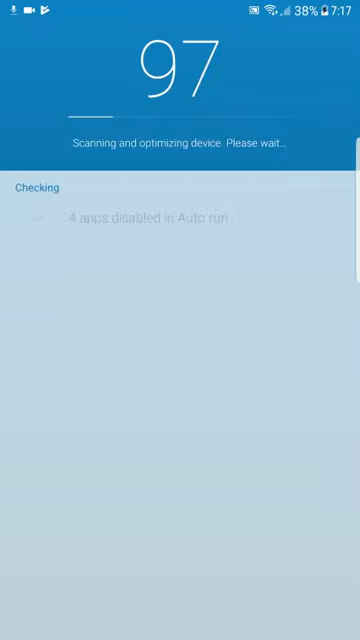 38% 7:17
97
Scanning and optimizing device. Please wait...
Checking
4 apps disabled in Auto run